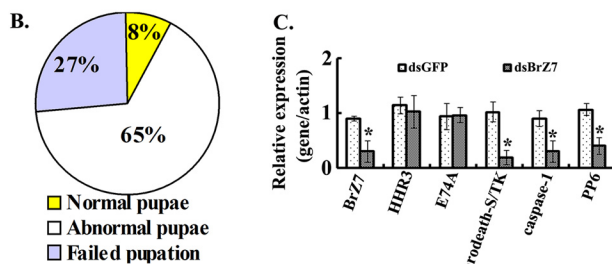 B.
8%
27%
65%
Normal pupae
Abnormal pupae
Failed pupation
C.
Relative expression
(gene/actin)
dsGFP
dsBrZ7
2
1
0
*
*
*
*
BrZ7
HHR3
E74A
rodeath-S/TK
caspase-1
PP6